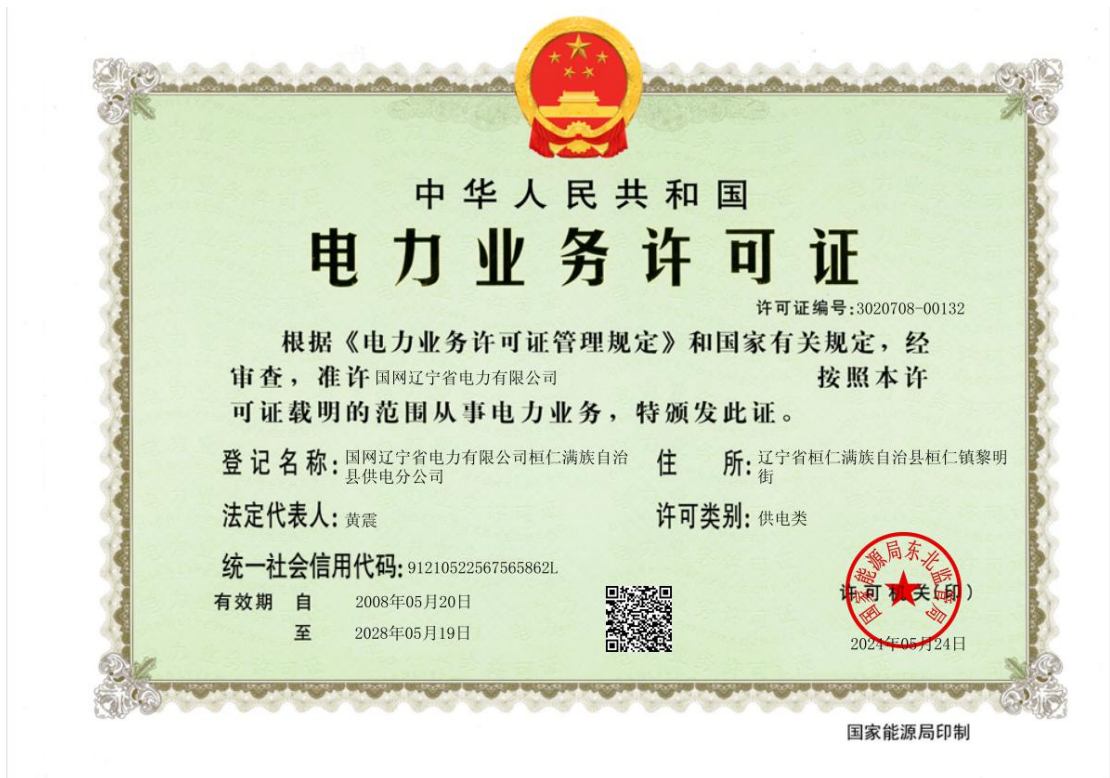 中华人民共和国
电力业务许可证
许可证编号:3020708-00132
根据《电力业务许可证管理规定》和国家有关规定，经
审查，准许 国网辽宁省电力有限公司 按照本许
可证载明的范围从事电力业务，特颁发此证。
登记名称: 国网辽宁省电力有限公司桓仁满族自治
县供电分公司
住 所: 辽宁省桓仁满族自治县桓仁镇黎明
街
法定代表人: 黄震
许可类别: 供电类
统一社会信用代码: 91210522567565862L
有效期 自 2008年05月20日
至 2028年05月19日
国家能源局东北监管局
许可机关(印)
2024年05月24日
国家能源局印制